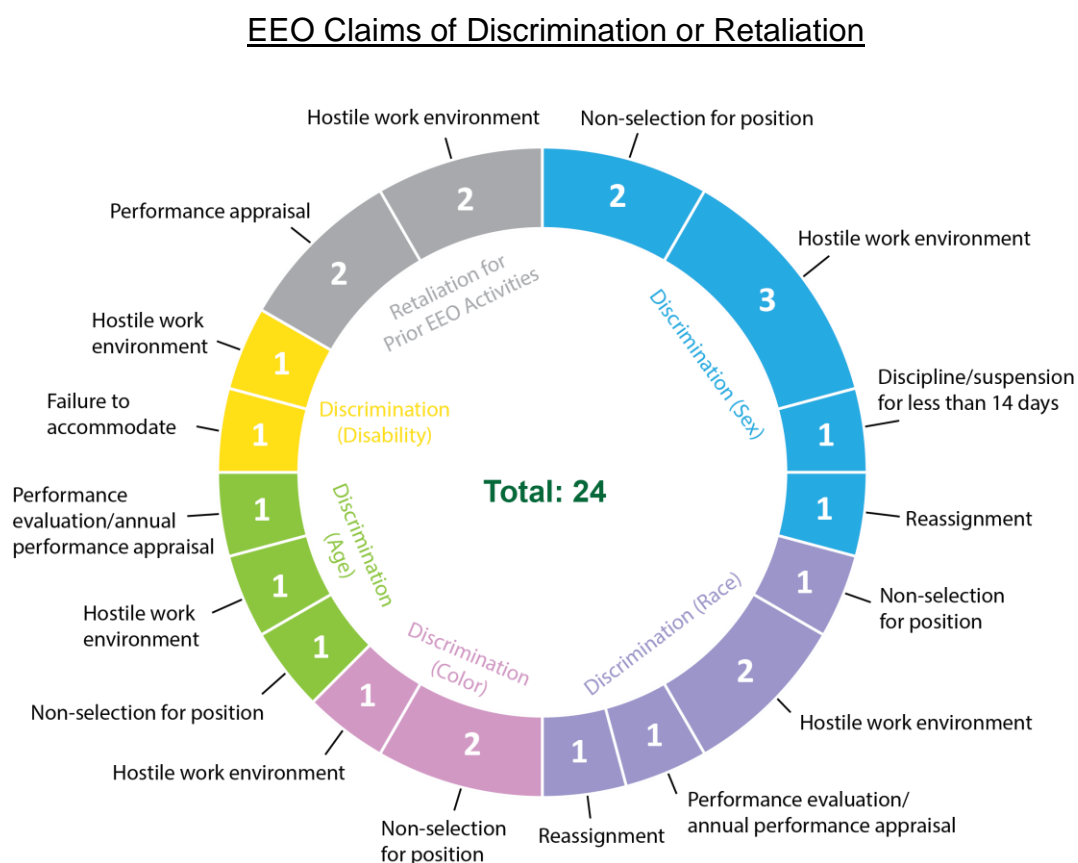 EEO Claims of Discrimination or Retaliation
Hostile work environment
Non-selection for position
2
2
Performance appraisal
Hostile work environment
2
3
Retaliation for
Prior EEO Activities
Discrimination (Sex)
Hostile work
environment
1
Discipline/suspension
for less than 14 days
1
Failure to
accommodate
1
Discrimination
(Disability)
Total: 24
Performance
evaluation/annual
performance appraisal
1
Discrimination
(Age)
1
Reassignment
1
Non-selection
for position
Hostile work
environment
1
Discrimination (Race)
Discrimination
(Color)
1
2
Non-selection for position
Hostile work environment
1
2
1
1
Hostile work environment
Performance evaluation/
annual performance appraisal
Non-selection
for position
Reassignment